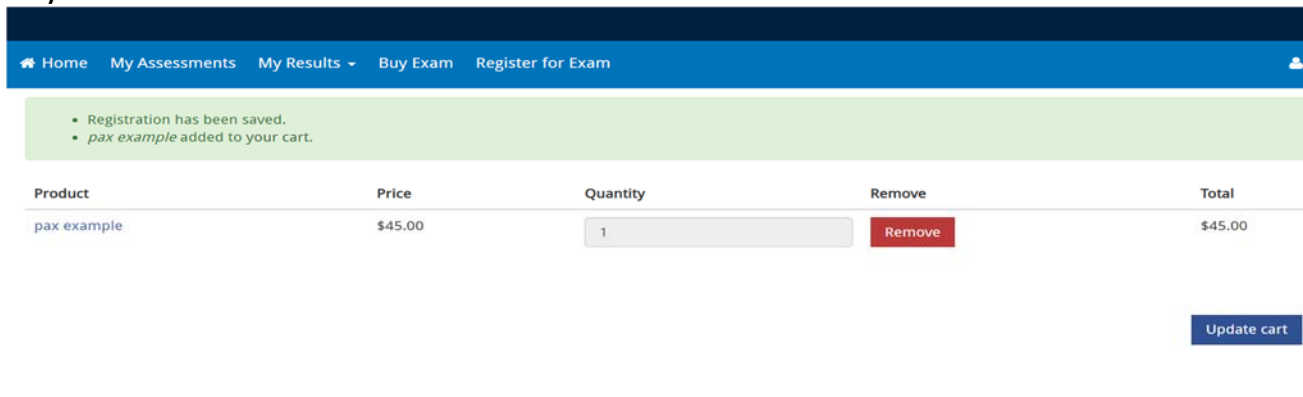 Home My Assessments My Results Buy Exam Register for Exam
• Registration has been saved.
• pax example added to your cart.
Product Price Quantity Remove Total
pax example $45.00 1 Remove $45.00
Update cart